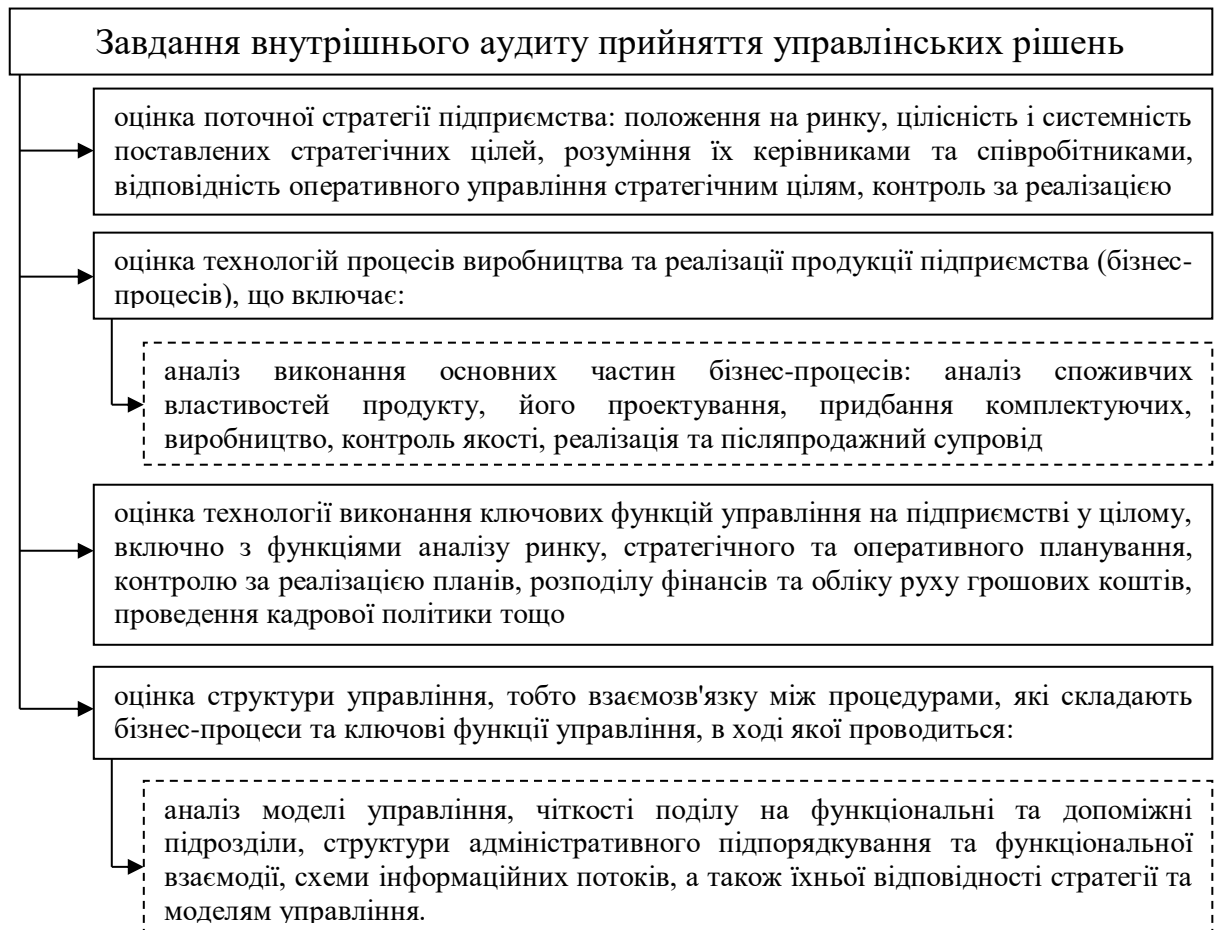 Завдання внутрішнього аудиту прийняття управлінських рішень
оцінка поточної стратегії підприємства: положення на ринку, цілісність і системність
поставлених стратегічних цілей, розуміння їх керівниками та співробітниками,
відповідність оперативного управління стратегічним цілям, контроль за реалізацією
оцінка технологій процесів виробництва та реалізації продукції підприємства (бізнес-
процесів), що включає:
аналіз виконання основних частин бізнес-процесів: аналіз споживчих
властивостей продукту, його проектування, придбання комплектуючих,
виробництво, контроль якості, реалізація та післяпродажний супровід
оцінка технології виконання ключових функцій управління на підприємстві у цілому,
включно з функціями аналізу ринку, стратегічного та оперативного планування,
контролю за реалізацією планів, розподілу фінансів та обліку руху грошових коштів,
проведення кадрової політики тощо
оцінка структури управління, тобто взаємозв'язку між процедурами, які складають
бізнес-процеси та ключові функції управління, в ході якої проводиться:
аналіз моделі управління, чіткості поділу на функціональні та допоміжні
підрозділи, структури адміністративного підпорядкування та функціональної
взаємодії, схеми інформаційних потоків, а також їхньої відповідності стратегії та
моделям управління.